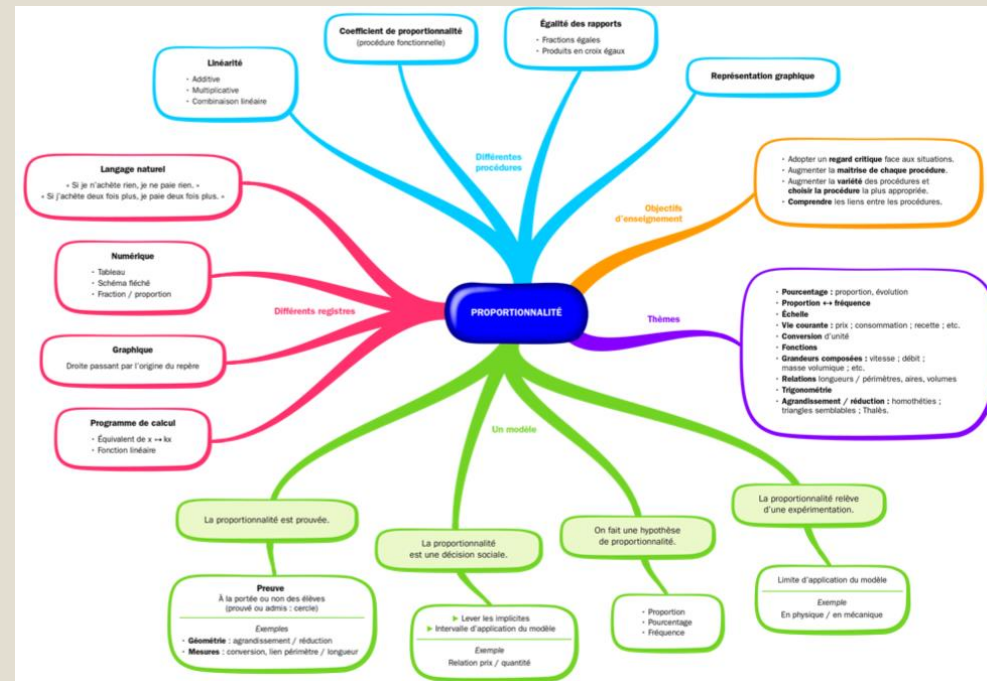 Coefficient de proportionnalité
(procédure fonctionnelle)
Égalité des rapports
• Fractions égales
• Produits en croix égaux
Linéarité
• Additive
• Multiplicative
• Combinaison linéaire
Représentation graphique
Différentes
procédures
Langage naturel
« Si je n'achète rien, je ne paie rien. »
« Si j'achète deux fois plus, je paie deux fois plus. »
• Adopter un regard critique face aux situations.
• Augmenter la maitrise de chaque procédure.
• Augmenter la variété des procédures et
choisir la procédure la plus appropriée.
• Comprendre les liens entre les procédures.
Objectifs
d'enseignement
Numérique
• Tableau
• Schéma fléché
• Fraction / proportion
Différents registres
PROPORTIONNALITÉ
Thèmes
• Pourcentage : proportion, évolution
• Proportion ↔ fréquence
• Échelle
• Vie courante : prix ; consommation ; recette ; etc.
• Conversion d'unité
• Fonctions
• Grandeurs composées : vitesse ; débit ;
masse volumique ; etc.
• Relations longueurs / périmètres, aires, volumes
• Trigonométrie
• Agrandissement / réduction : homothéties ;
triangles semblables ; Thalès.
Graphique
Droite passant par l'origine du repère
Programme de calcul
• Équivalent de x ↦ kx
• Fonction linéaire
Un modèle
La proportionnalité est prouvée.
La proportionnalité
est une décision sociale.
On fait une hypothèse
de proportionnalité.
La proportionnalité relève
d'une expérimentation.
Preuve
À la portée ou non des élèves
(prouvé ou admis : cercle)
Exemples
• Géométrie : agrandissement / réduction
• Mesures : conversion, lien périmètre / longueur
► Lever les implicites
► Intervalle d'application du modèle
Exemple
Relation prix / quantité
• Proportion
• Pourcentage
• Fréquence
Limite d'application du modèle
Exemple
En physique / en mécanique